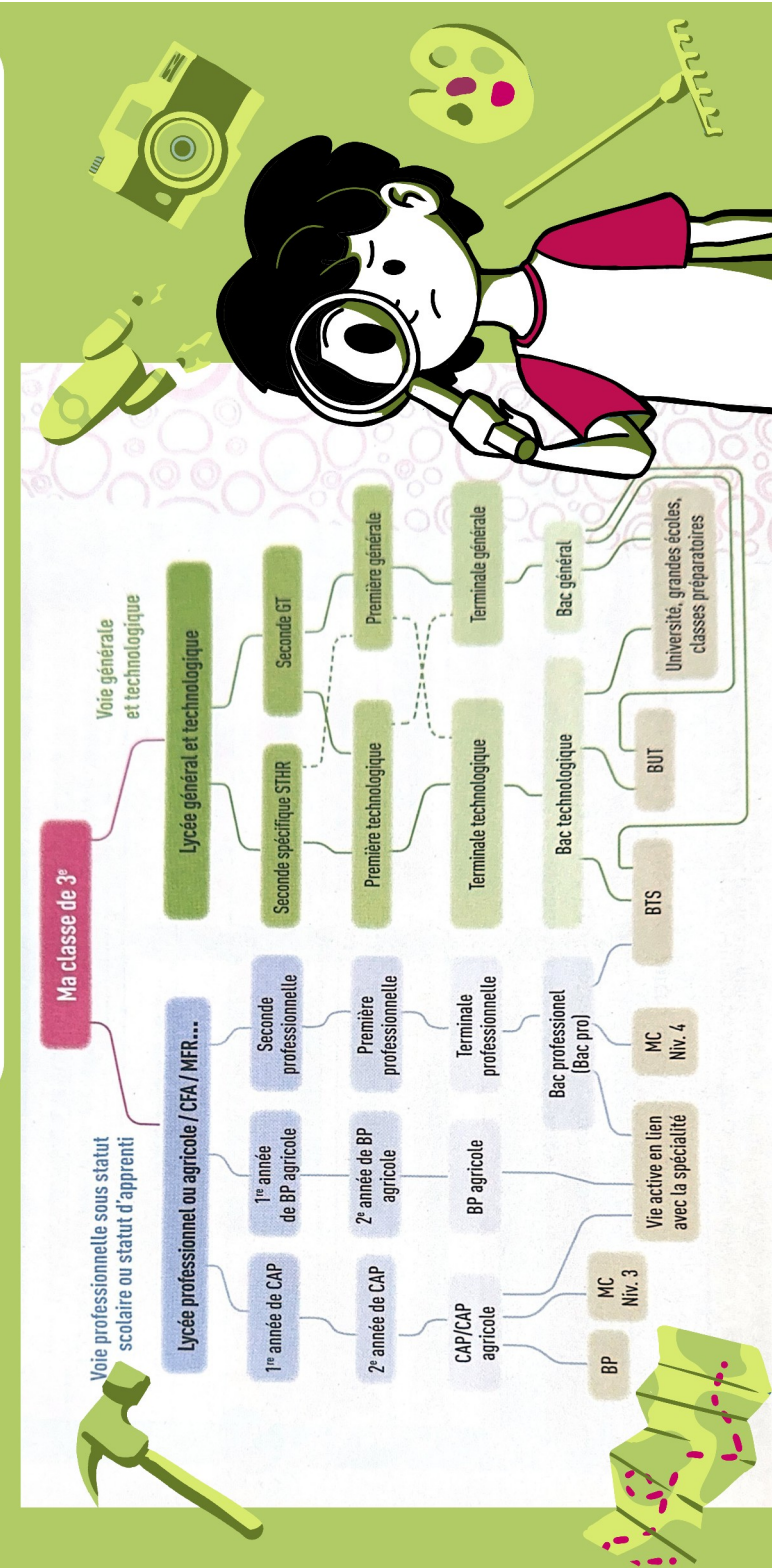 Ma classe de 3e
Voie professionnelle sous statut
scolaire ou statut d'apprenti
Voie générale
et technologique
Lycée professionnel ou agricole / CFA / MFR...
Lycée général et technologique
1re année de CAP
1re année
de BP agricole
Seconde
professionnelle
Seconde spécifique STHR
Seconde GT
2e année de CAP
2e année de BP
agricole
Première
professionnelle
Première technologique
Première générale
CAP/CAP
agricole
BP agricole
Terminale
professionnelle
Terminale technologique
Terminale générale
Bac professionel
(Bac pro)
Bac technologique
Bac général
BP
MC
Niv. 3
Vie active en lien
avec la spécialité
MC
Niv. 4
BTS
BUT
Université, grandes écoles,
classes préparatoires